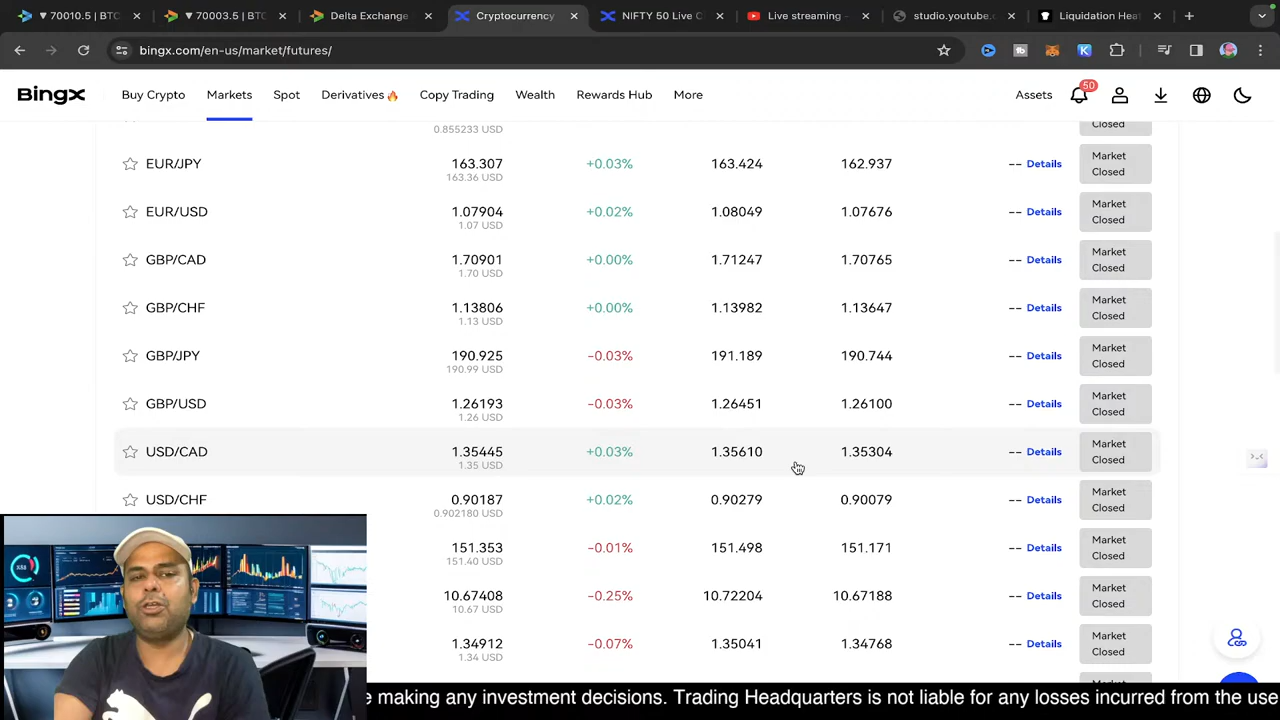 ▼ 70010.5 | BTC
▼ 70003.5 | BTC
Delta Exchange
Cryptocurrency
NIFTY 50 Live C
Live streaming -
studio.youtube.c
Liquidation Hea
bingx.com/en-us/market/futures/
BingX Buy Crypto Markets Spot Derivatives Copy Trading Wealth Rewards Hub More Assets 50
0.855233 USD Closed
EUR/JPY 163.307 +0.03% 163.424 162.937 -- Details Market Closed
163.36 USD
EUR/USD 1.07904 +0.02% 1.08049 1.07676 -- Details Market Closed
1.07 USD
GBP/CAD 1.70901 +0.00% 1.71247 1.70765 -- Details Market Closed
1.70 USD
GBP/CHF 1.13806 +0.00% 1.13982 1.13647 -- Details Market Closed
1.13 USD
GBP/JPY 190.925 -0.03% 191.189 190.744 -- Details Market Closed
190.99 USD
GBP/USD 1.26193 -0.03% 1.26451 1.26100 -- Details Market Closed
1.26 USD
USD/CAD 1.35445 +0.03% 1.35610 1.35304 -- Details Market Closed
1.35 USD
USD/CHF 0.90187 +0.02% 0.90279 0.90079 -- Details Market Closed
0.902180 USD
151.353 -0.01% 151.498 151.171 -- Details Market Closed
151.40 USD
10.67408 -0.25% 10.72204 10.67188 -- Details Market Closed
10.67 USD
1.34912 -0.07% 1.35041 1.34768 -- Details Market Closed
1.34 USD
e making any investment decisions. Trading Headquarters is not liable for any losses incurred from the use